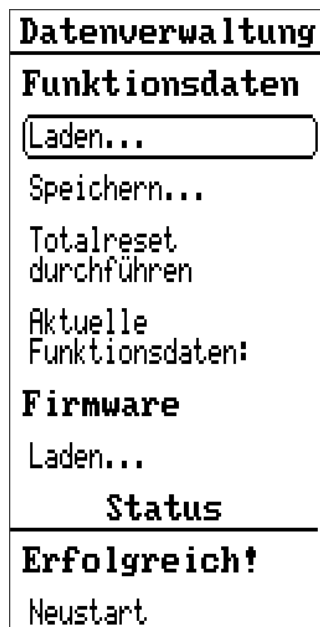 Datenverwaltung
Funktionsdaten
Laden...
Speichern...
Totalreset
durchführen
Aktuelle
Funktionsdaten:
Firmware
Laden...
Status
Erfolgreich!
Neustart